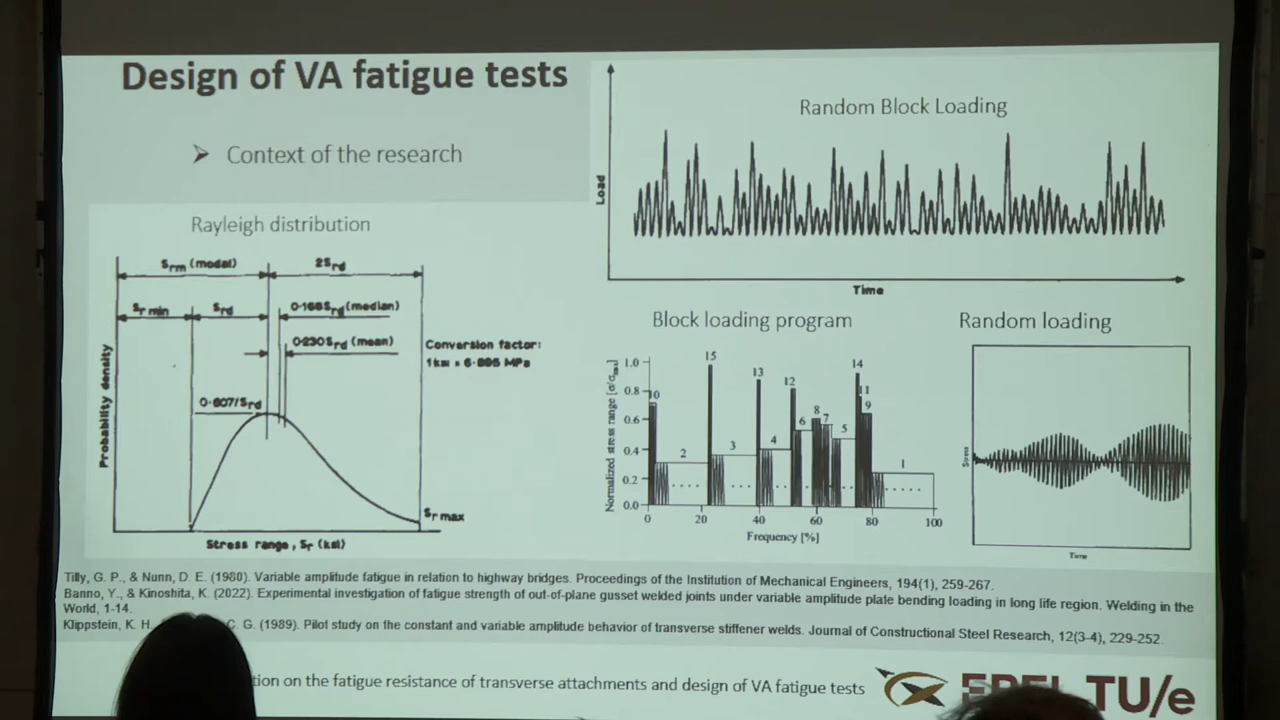 Design of VA fatigue tests
➤ Context of the research
Rayleigh distribution
Srm (modal)
2Srd
Sr min
Srd
0·168Srd (median)
0·230Srd (mean)
Conversion factor:
1 ksi = 6·895 MPa
0·607/Srd
Probability density
Sr max
Stress range, Sr (ksi)
Random Block Loading
Load
Time
Block loading program
Normalized stress range
1.0
0.8
0.6
0.4
0.2
0.0
10
2
15
3
13
4
12
6
8
7
5
14
11
9
1
0
20
40
60
80
100
Frequency [%]
Random loading
Stress
Time
Tilly, G. P., & Nunn, D. E. (1980). Variable amplitude fatigue in relation to highway bridges. Proceedings of the Institution of Mechanical Engineers, 194(1), 259-267.
Banno, Y., & Kinoshita, K. (2022). Experimental investigation of fatigue strength of out-of-plane gusset welded joints under variable amplitude plate bending loading in long life region. Welding in the
World, 1-14.
Klippstein, K. H. C. G. (1989). Pilot study on the constant and variable amplitude behavior of transverse stiffener welds. Journal of Constructional Steel Research, 12(3-4), 229-252.
tion on the fatigue resistance of transverse attachments and design of VA fatigue tests
TU/e